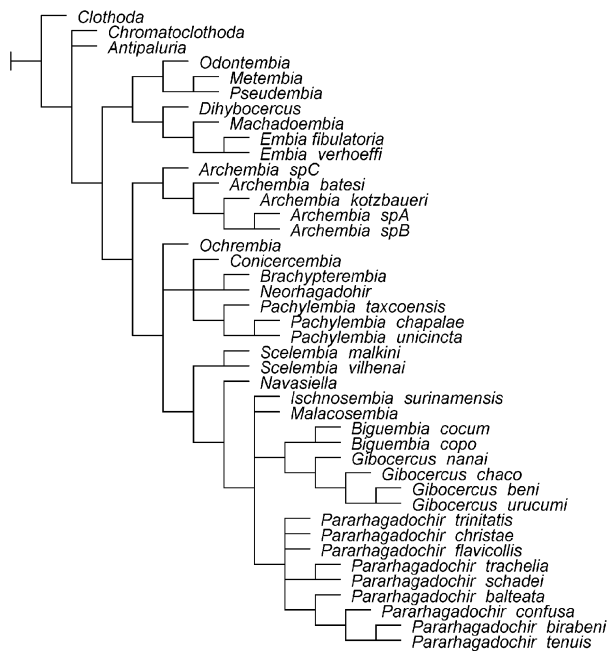 Clothoda
Chromatoclothoda
Antipaluria
Odontembia
Metembia
Pseudembia
Dihybocercus
Machadoembia
Embia fibulatoria
Embia verhoeffi
Archembia spC
Archembia batesi
Archembia kotzbaueri
Archembia spA
Archembia spB
Ochrembia
Conicercembia
Brachypterembia
Neorhagadohir
Pachylembia taxcoensis
Pachylembia chapalae
Pachylembia unicincta
Scelembia malkini
Scelembia vilhenai
Navasiella
Ischnosembia surinamensis
Malacosembia
Biguembia cocum
Biguembia copo
Gibocercus nanai
Gibocercus chaco
Gibocercus beni
Gibocercus urucumi
Pararhagadochir trinitatis
Pararhagadochir christae
Pararhagadochir flavicollis
Pararhagadochir trachelia
Pararhagadochir schadei
Pararhagadochir balteata
Pararhagadochir confusa
Pararhagadochir birabeni
Pararhagadochir tenuis